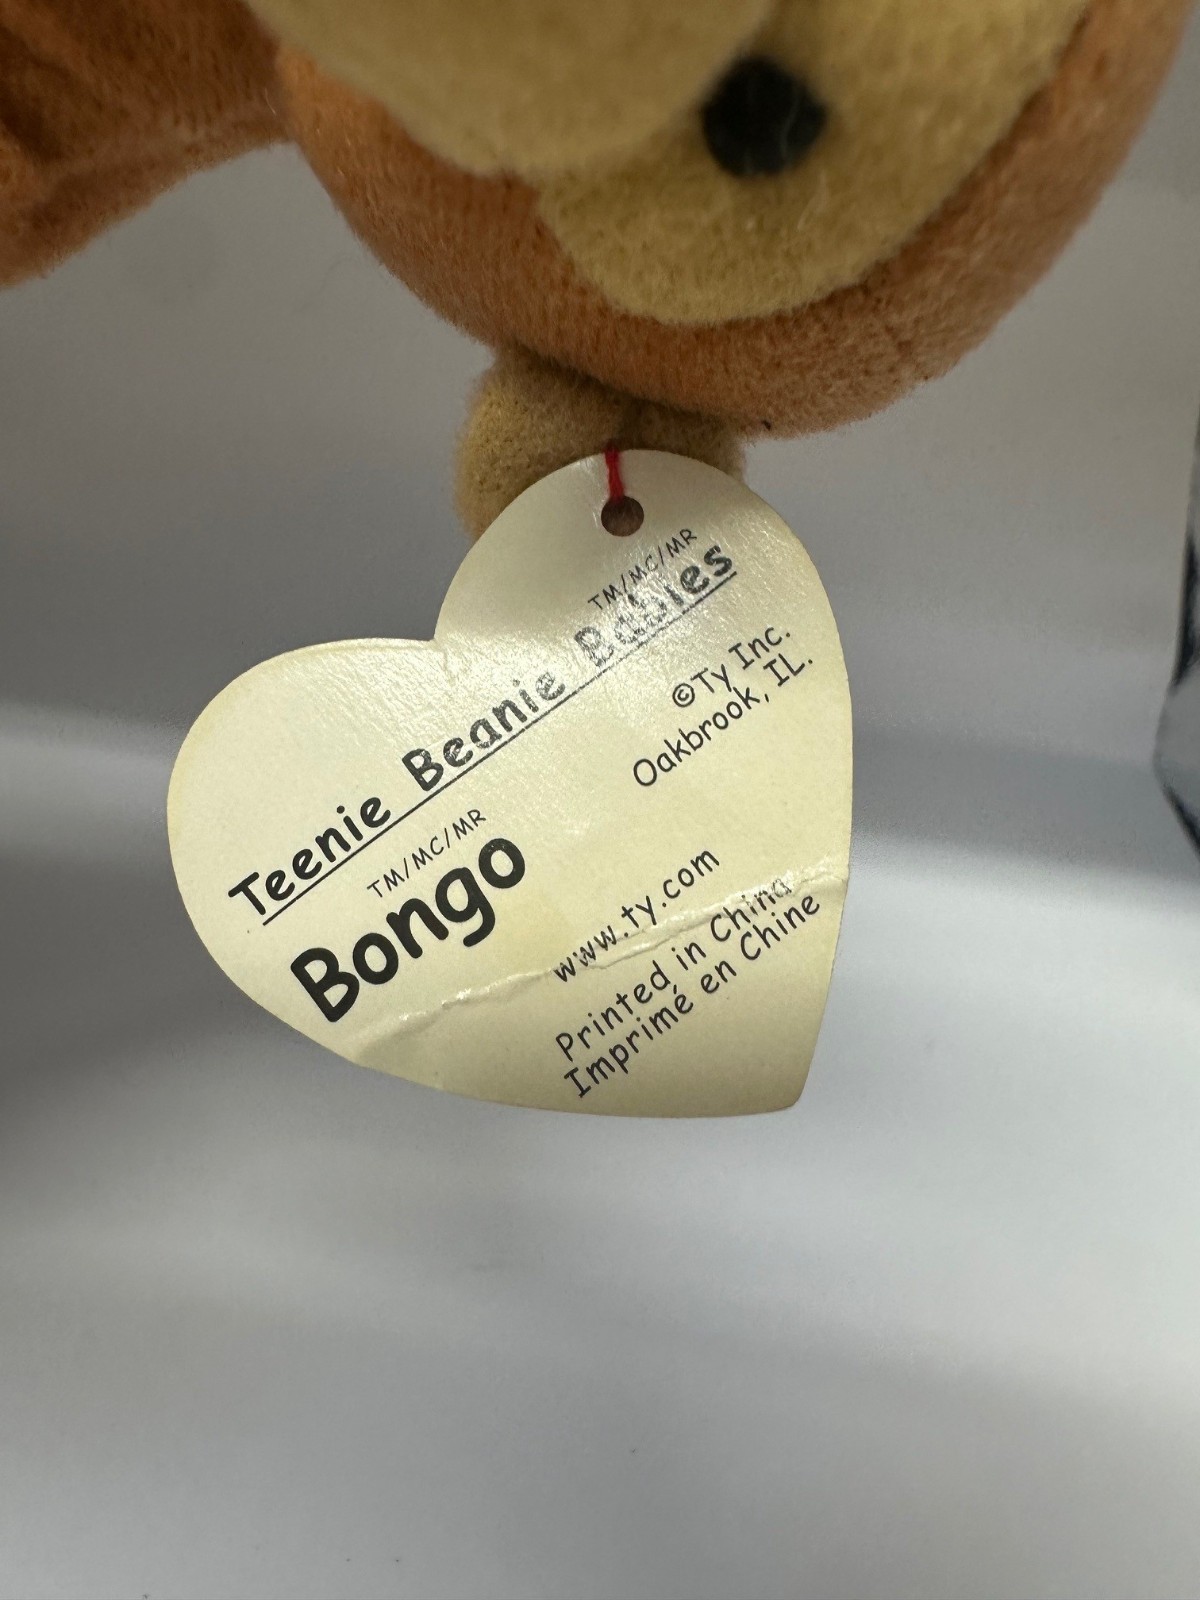 Teenie Beanie Babies TM/MC/MR
Bongo TM/MC/MR
©Ty Inc.
Oakbrook, IL.
www.ty.com
Printed in China
Imprimé en Chine